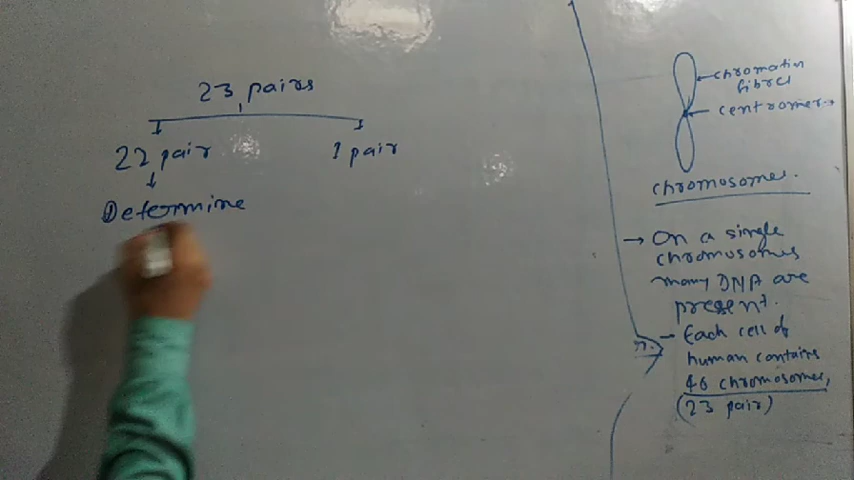 23 pairs
22 pair
1 pair
Determine
chromatin
fibres
centromere
chromosomes.
→ On a single
chromosomes
many DNA are
present.
Each cell of
human contains
46 chromosomes,
(23 pair)